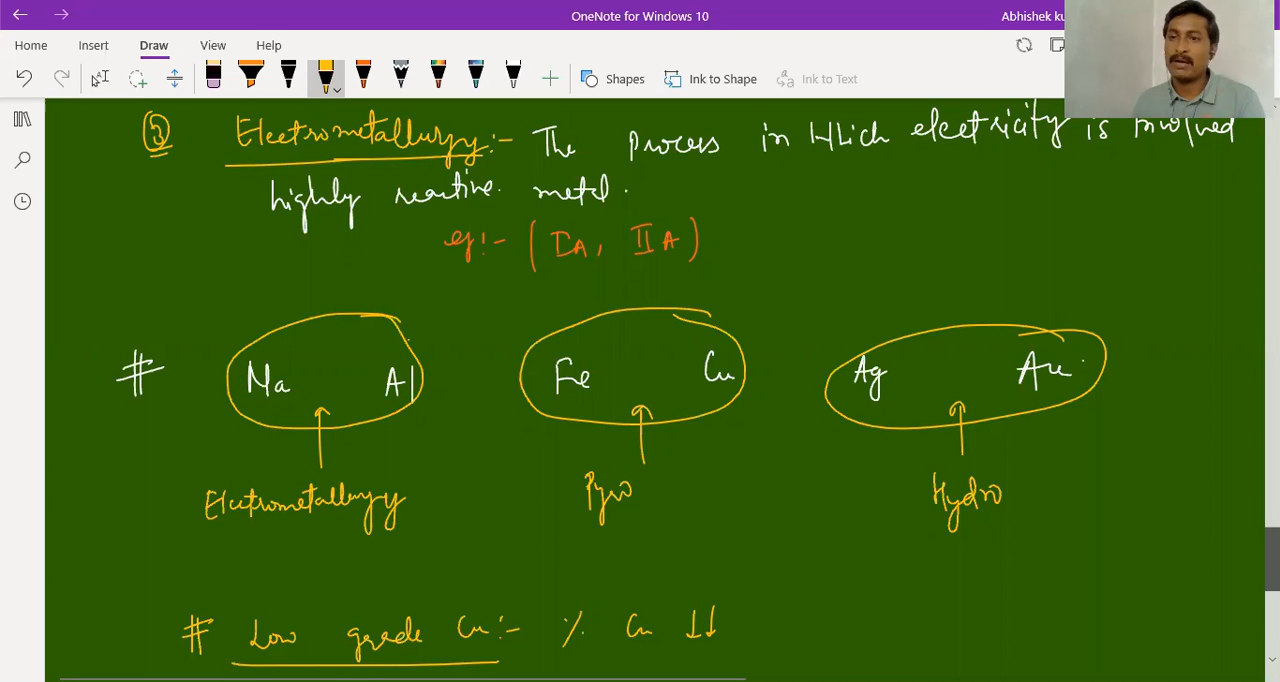 OneNote for Windows 10
Abhishek ku
Home Insert Draw View Help
Shapes Ink to Shape Ink to Text
③ Electrometallurgy:- The process in which electricity is involved
highly reactive metal.
eg:- (IA, IIA)
# Na Al Fe Cu Ag Au
Electrometallurgy Pyro Hydro
# Low grade Cu:- % Cu ↓↓